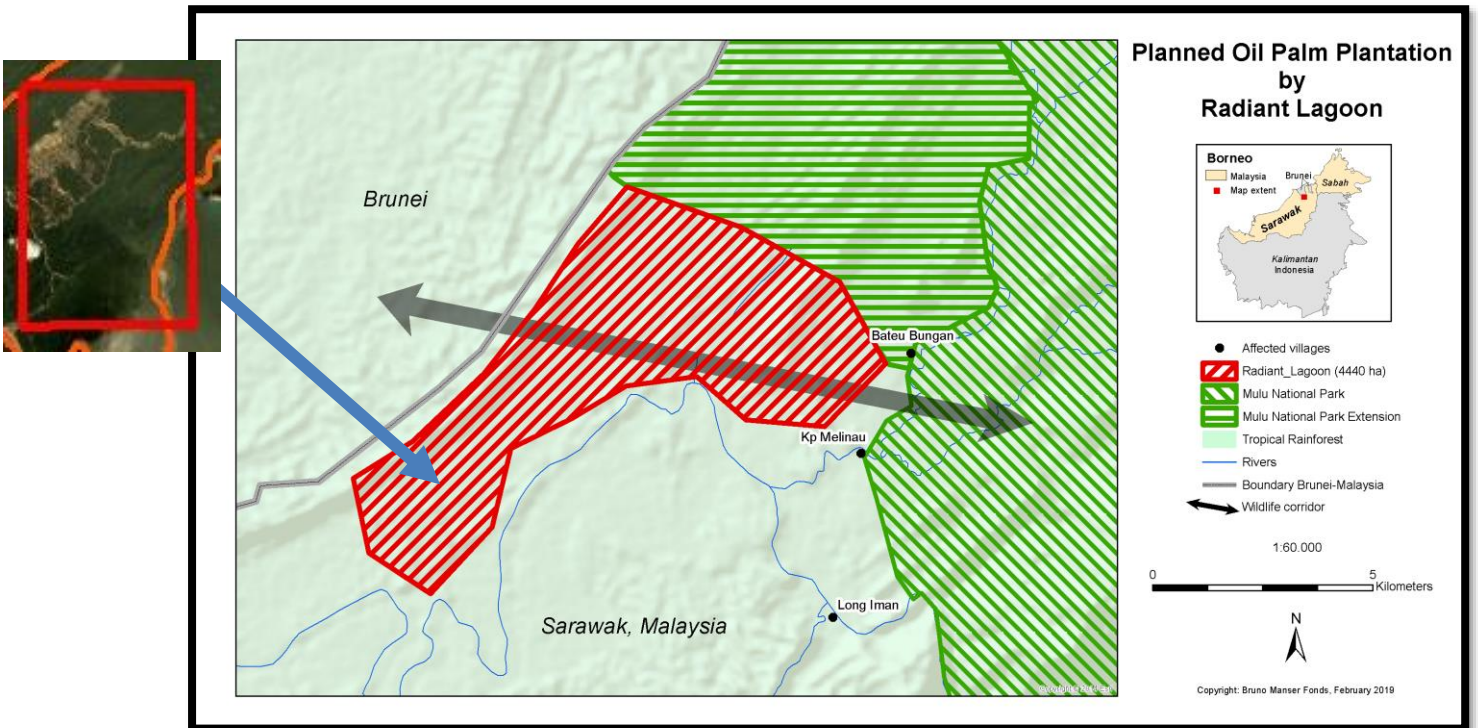 Planned Oil Palm Plantation
by
Radiant Lagoon
Borneo
Malaysia
Map extent
Brunei
Sabah
Sarawak
Kalimantan
Indonesia
Brunei
Bateu Bungan
Kp Melinau
Long Iman
Sarawak, Malaysia
Affected villages
Radiant_Lagoon (4440 ha)
Mulu National Park
Mulu National Park Extension
Tropical Rainforest
Rivers
Boundary Brunei-Malaysia
Wildlife corridor
1:60.000
0 5
Kilometers
N
Copyright: Bruno Manser Fonds, February 2019